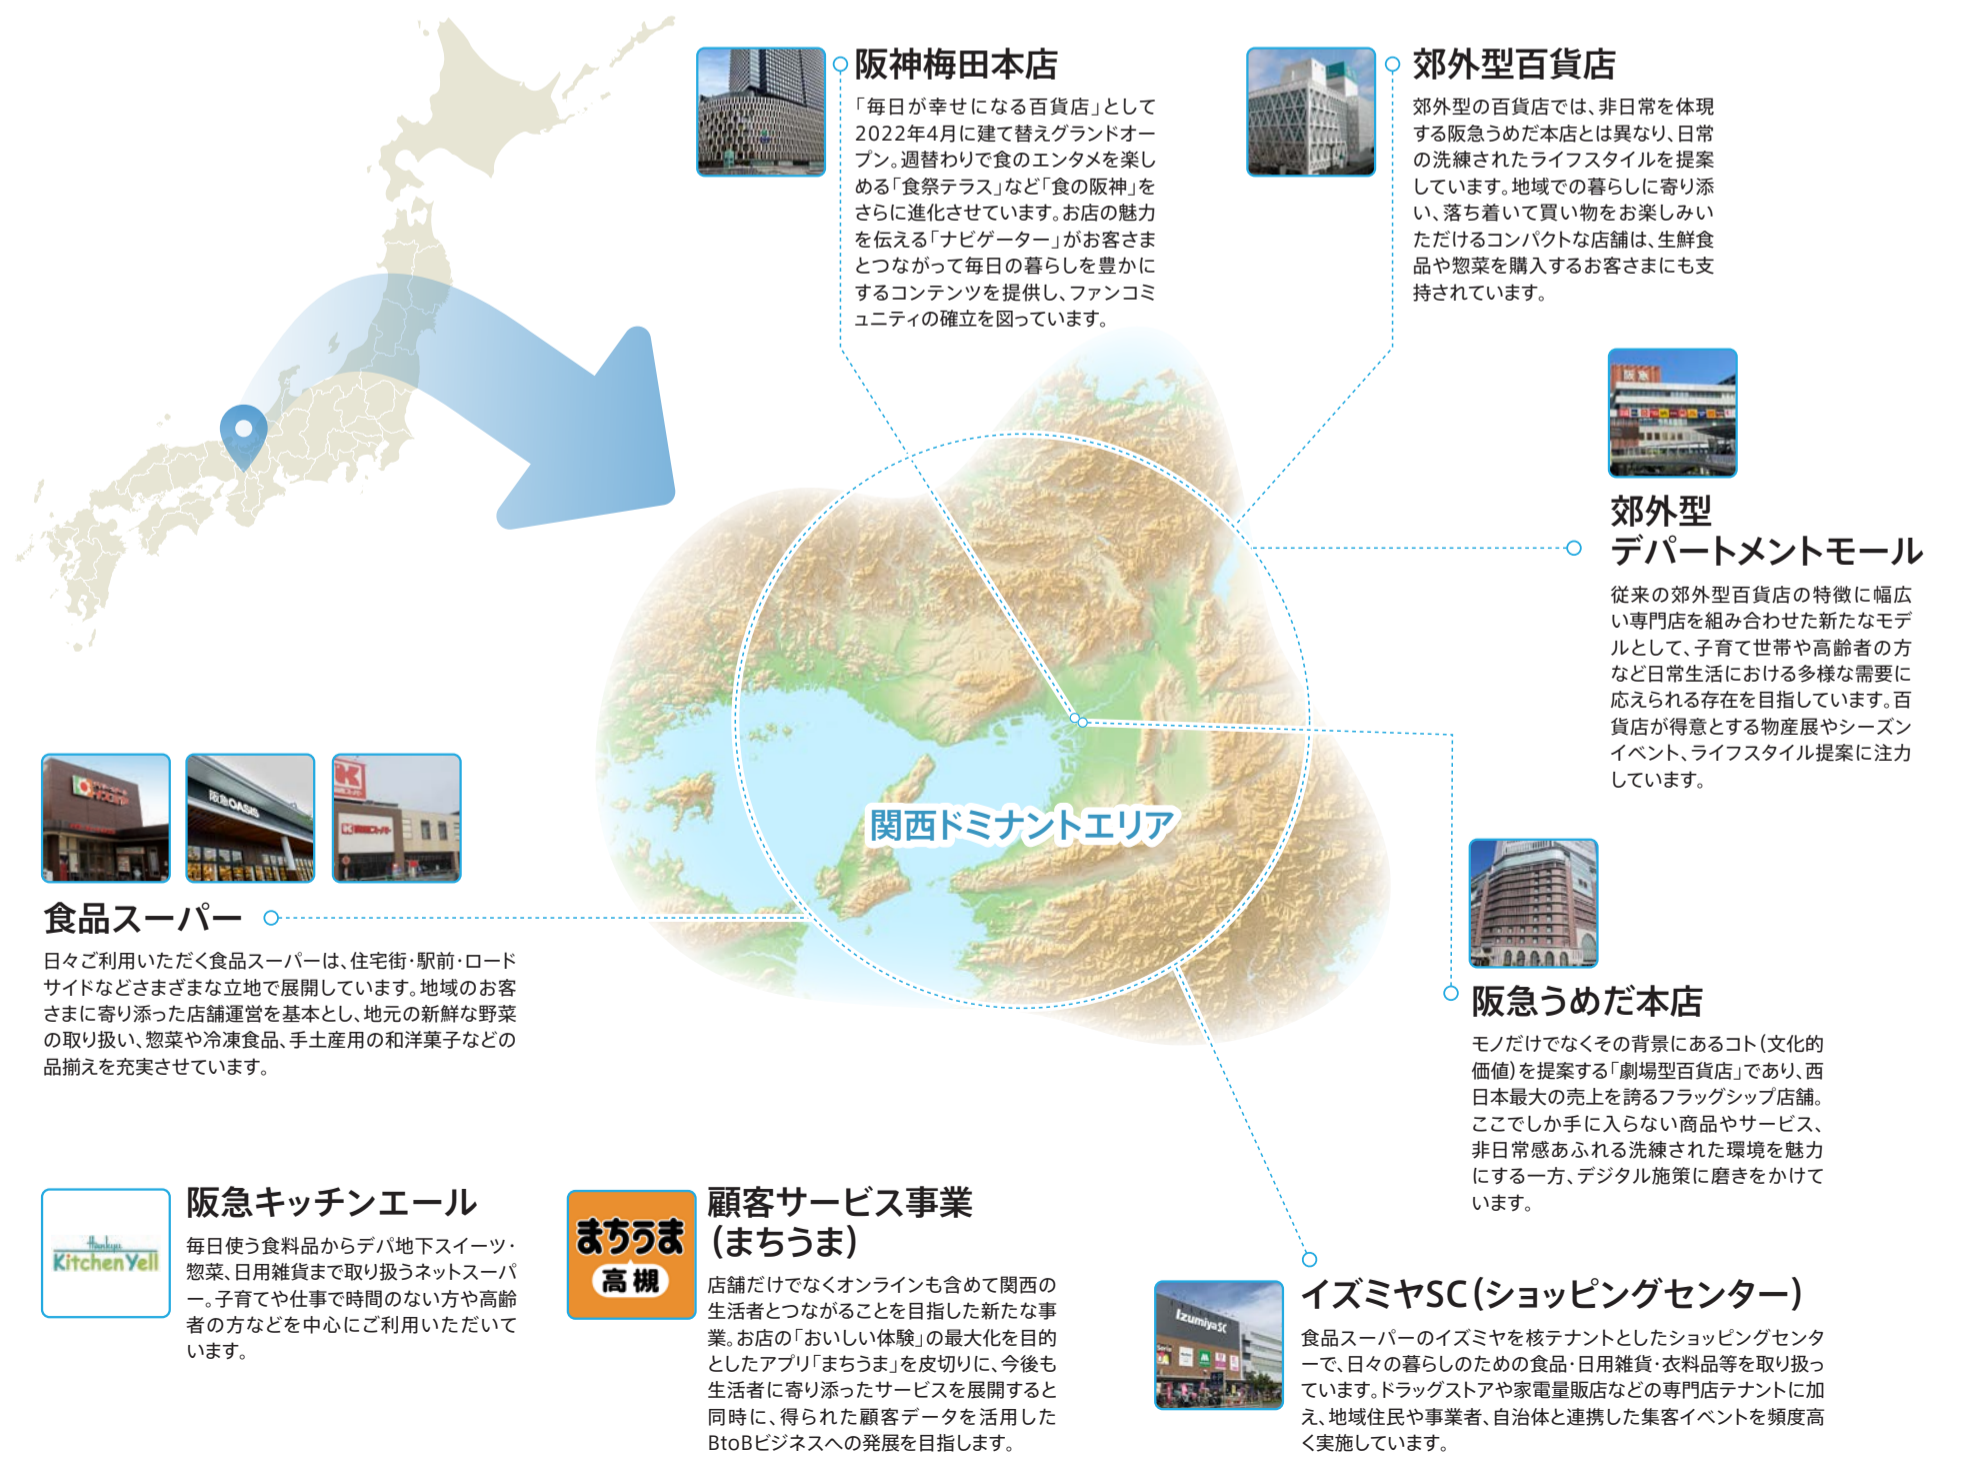 阪神梅田本店
「毎日が幸せになる百貨店」として
2022年4月に建て替えグランドオー
プン。週替わりで食のエンタメを楽し
める「食祭テラス」など「食の阪神」を
さらに進化させています。お店の魅力
を伝える「ナビゲーター」がお客さま
とつながって毎日の暮らしを豊かに
するコンテンツを提供し、ファンコミ
ュニティの確立を図っています。
郊外型百貨店
郊外型の百貨店では、非日常を体現
する阪急うめだ本店とは異なり、日常
の洗練されたライフスタイルを提案
しています。地域での暮らしに寄り添
い、落ち着いて買い物をお楽しみい
ただけるコンパクトな店舗は、生鮮食
品や惣菜を購入するお客さまにも支
持されています。
阪急
郊外型
デパートメントモール
従来の郊外型百貨店の特徴に幅広
い専門店を組み合わせた新たなモデ
ルとして、子育て世帯や高齢者の方
など日常生活における多様な需要に
応えられる存在を目指しています。百
貨店が得意とする物産展やシーズン
イベント、ライフスタイル提案に注力
しています。
関西ドミナントエリア
阪急OASIS
食品スーパー
日々ご利用いただく食品スーパーは、住宅街・駅前・ロード
サイドなどさまざまな立地で展開しています。地域のお客
さまに寄り添った店舗運営を基本とし、地元の新鮮な野菜
の取り扱い、惣菜や冷凍食品、手土産用の和洋菓子などの
品揃えを充実させています。
阪急うめだ本店
モノだけでなくその背景にあるコト（文化的
価値）を提案する「劇場型百貨店」であり、西
日本最大の売上を誇るフラッグシップ店舗。
ここでしか手に入らない商品やサービス、
非日常感あふれる洗練された環境を魅力
にする一方、デジタル施策に磨きをかけて
います。
Hankyu
Kitchen Yell
阪急キッチンエール
毎日使う食料品からデパ地下スイーツ・
惣菜、日用雑貨まで取り扱うネットスーパ
ー。子育てや仕事で時間のない方や高齢
者の方などを中心にご利用いただいて
います。
まちうま
高槻
顧客サービス事業
（まちうま）
店舗だけでなくオンラインも含めて関西の
生活者とつながることを目指した新たな事
業。お店の「おいしい体験」の最大化を目的
としたアプリ「まちうま」を皮切りに、今後も
生活者に寄り添ったサービスを展開すると
同時に、得られた顧客データを活用した
BtoBビジネスへの発展を目指します。
Izumiya SC
イズミヤSC（ショッピングセンター）
食品スーパーのイズミヤを核テナントとしたショッピングセンタ
ーで、日々の暮らしのための食品・日用雑貨・衣料品等を取り扱っ
ています。ドラッグストアや家電量販店などの専門店テナントに加
え、地域住民や事業者、自治体と連携した集客イベントを頻度高
く実施しています。